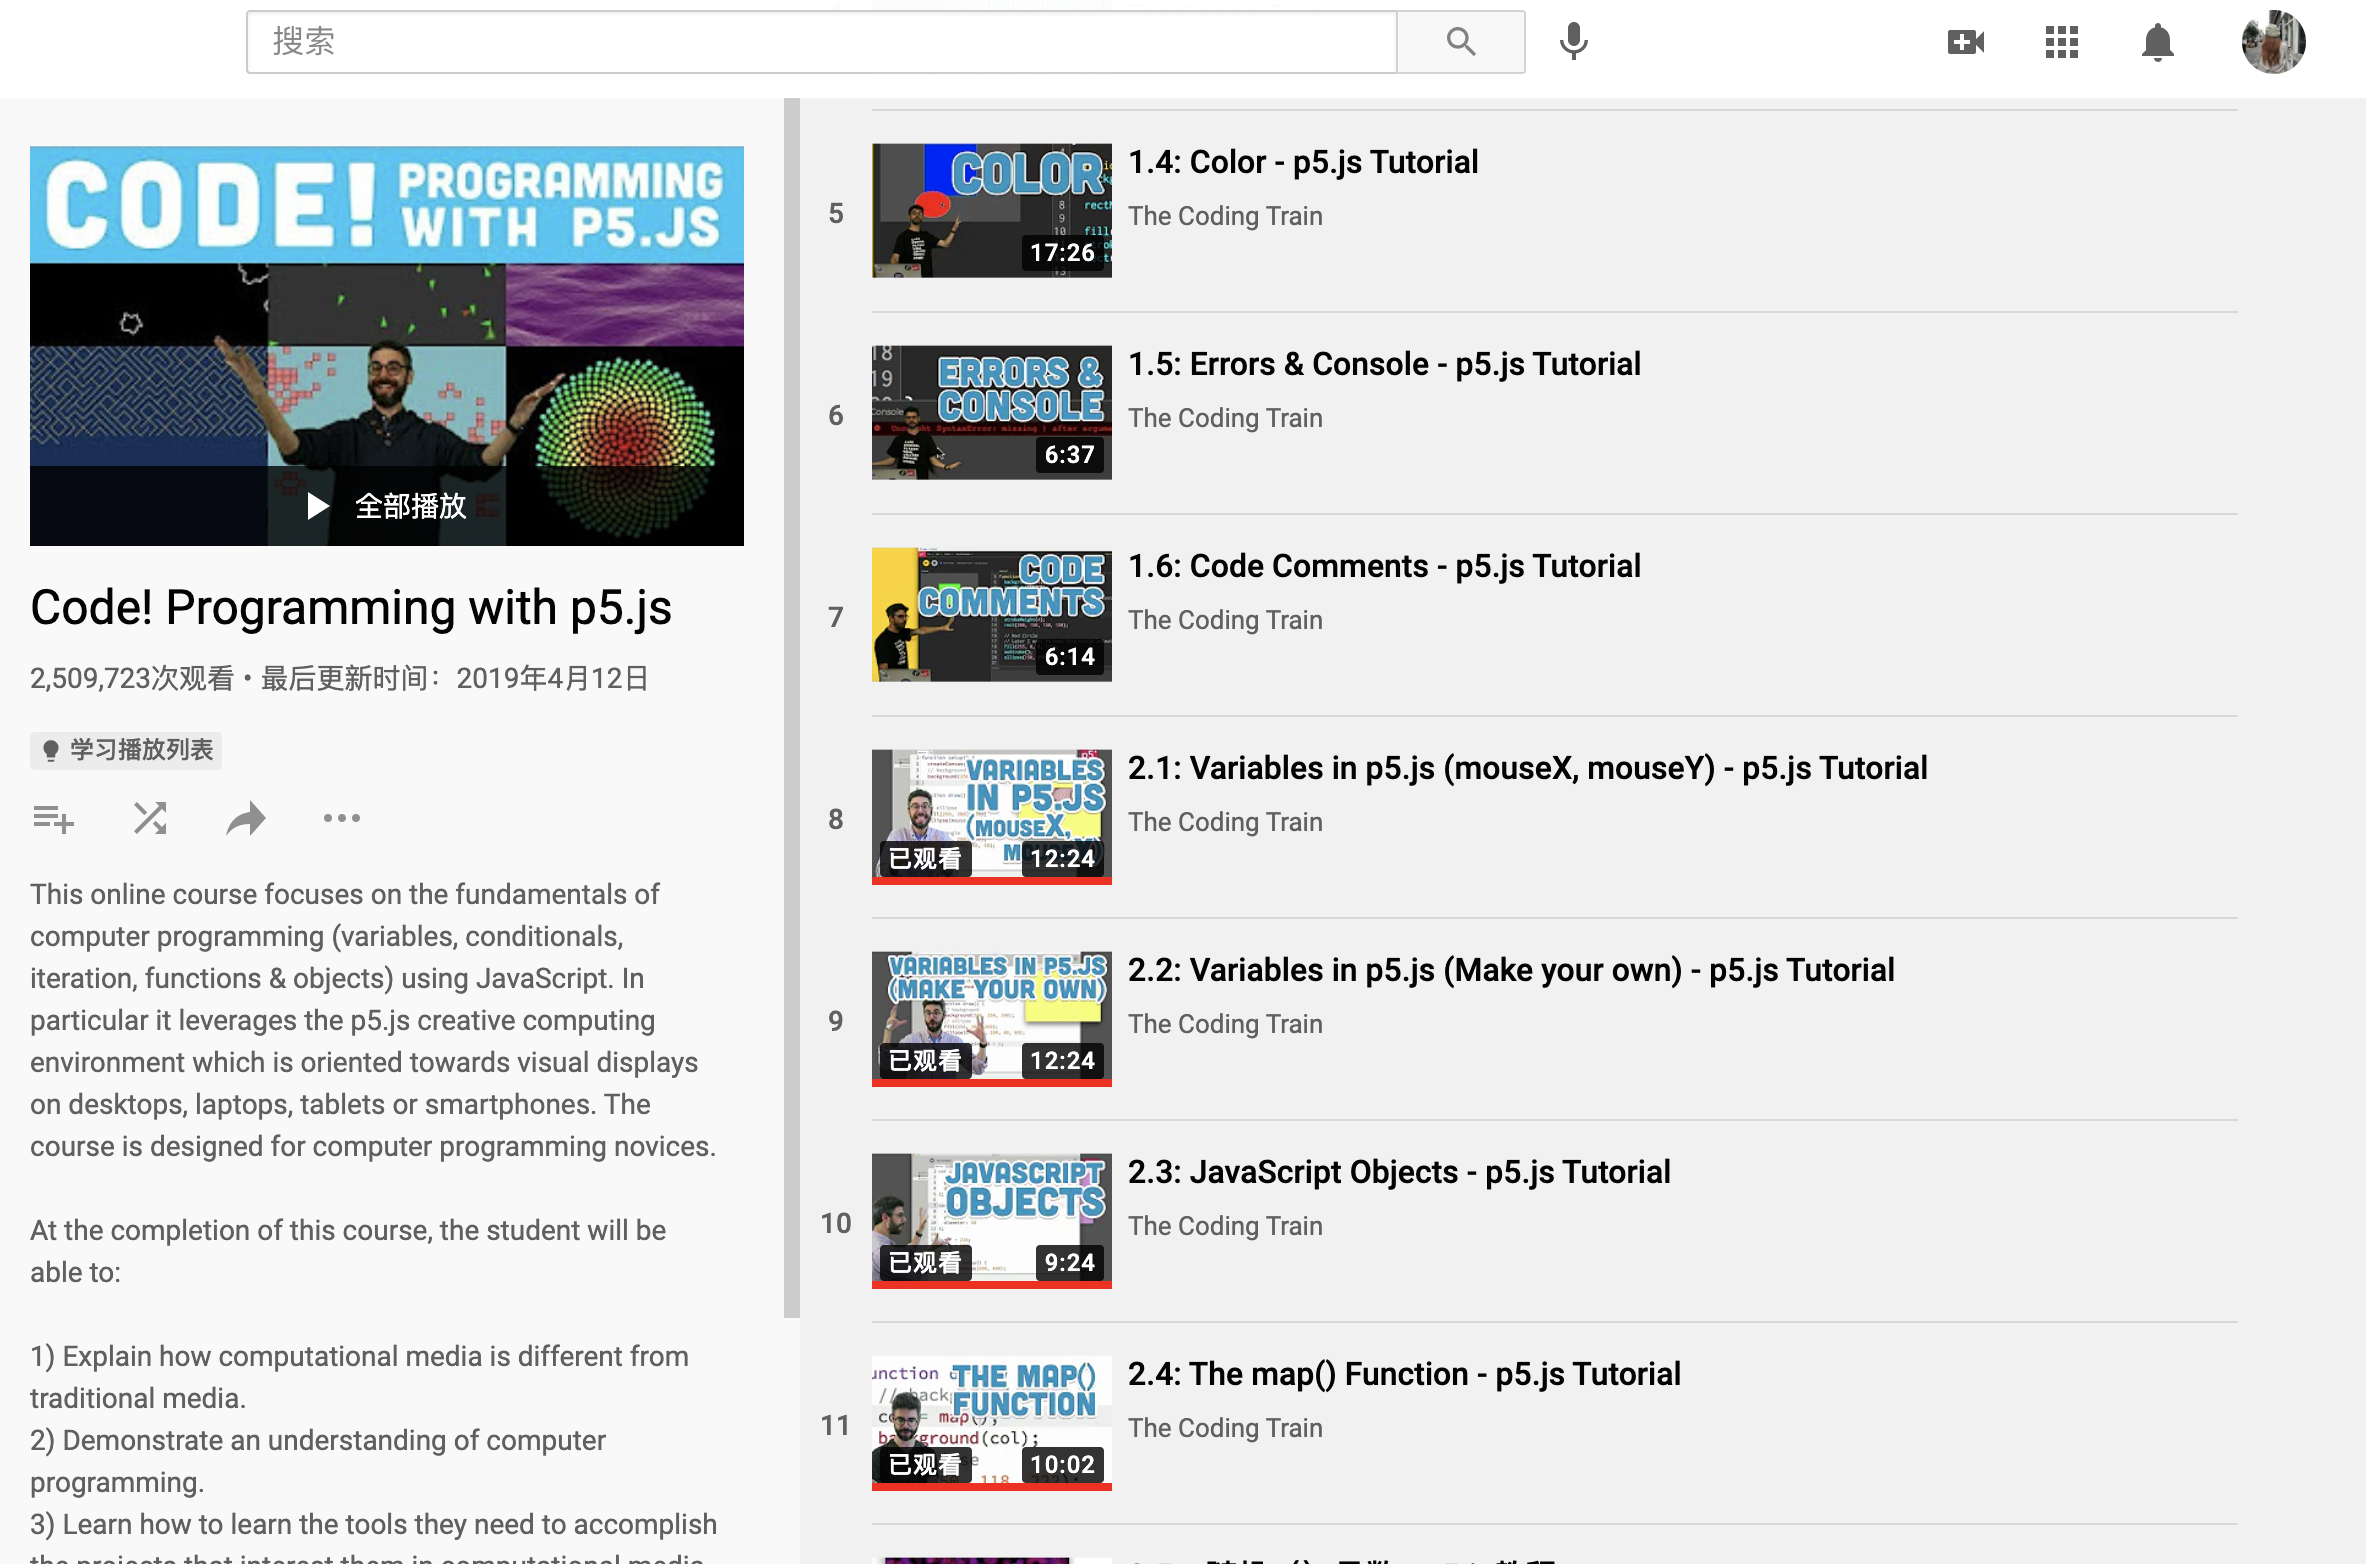 搜索
CODE! PROGRAMMING
WITH P5.JS
全部播放
Code! Programming with p5.js
2,509,723次观看 • 最后更新时间：2019年4月12日
学习播放列表
This online course focuses on the fundamentals of
computer programming (variables, conditionals,
iteration, functions & objects) using JavaScript. In
particular it leverages the p5.js creative computing
environment which is oriented towards visual displays
on desktops, laptops, tablets or smartphones. The
course is designed for computer programming novices.
At the completion of this course, the student will be
able to:
1) Explain how computational media is different from
traditional media.
2) Demonstrate an understanding of computer
programming.
3) Learn how to learn the tools they need to accomplish
the projects that interest them in computational media
5
COLOR
17:26
1.4: Color - p5.js Tutorial
The Coding Train
6
ERRORS &
CONSOLE
6:37
1.5: Errors & Console - p5.js Tutorial
The Coding Train
7
CODE
COMMENTS
6:14
1.6: Code Comments - p5.js Tutorial
The Coding Train
8
VARIABLES
IN P5.JS
(MOUSEX,
MOUSEY)
已观看
12:24
2.1: Variables in p5.js (mouseX, mouseY) - p5.js Tutorial
The Coding Train
9
VARIABLES IN P5.JS
(MAKE YOUR OWN)
已观看
12:24
2.2: Variables in p5.js (Make your own) - p5.js Tutorial
The Coding Train
10
JAVASCRIPT
OBJECTS
已观看
9:24
2.3: JavaScript Objects - p5.js Tutorial
The Coding Train
11
THE MAP()
FUNCTION
已观看
10:02
2.4: The map() Function - p5.js Tutorial
The Coding Train